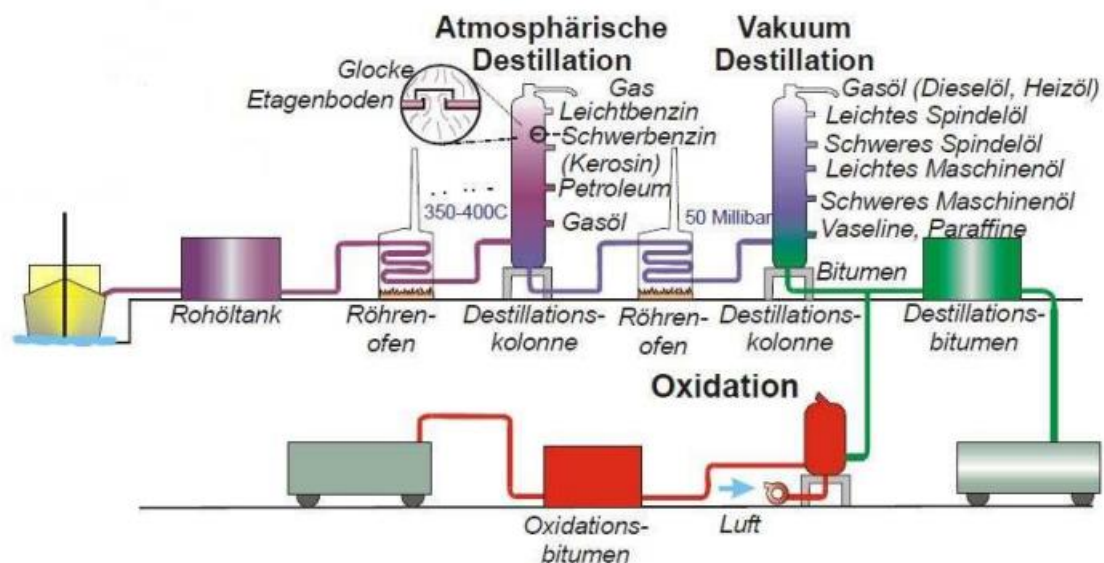 Atmosphärische
Destillation
Vakuum
Destillation
Glocke
Etagenboden
Gas
Leichtbenzin
Schwerbenzin
(Kerosin)
Petroleum
Gasöl
350-400C
Gasöl (Dieselöl, Heizöl)
Leichtes Spindelöl
Schweres Spindelöl
Leichtes Maschinenöl
Schweres Maschinenöl
Vaseline, Paraffine
50 Millibar
Bitumen
Rohöltank
Röhren-
ofen
Destillations-
kolonne
Röhren-
ofen
Destillations-
kolonne
Destillations-
bitumen
Oxidation
Oxidations-
bitumen
Luft